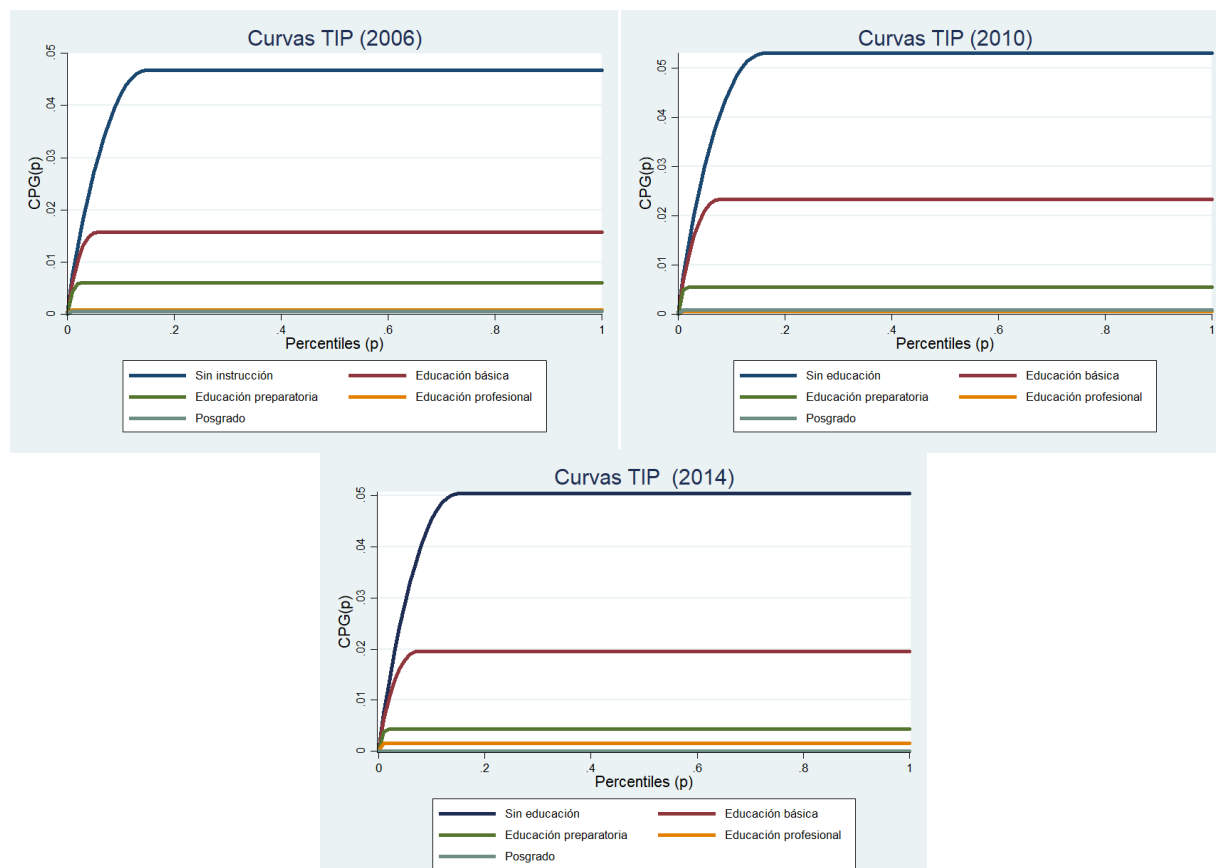 Curvas TIP (2006)
.05
.04
.03
.02
.01
0
CPG(p)
0 .2 .4 .6 .8 1
Percentiles (p)
Sin instrucción Educación básica
Educación preparatoria Educación profesional
Posgrado
Curvas TIP (2010)
.05
.04
.03
.02
.01
0
CPG(p)
0 .2 .4 .6 .8 1
Percentiles (p)
Sin educación Educación básica
Educación preparatoria Educación profesional
Posgrado
Curvas TIP (2014)
.05
.04
.03
.02
.01
0
CPG(p)
0 .2 .4 .6 .8 1
Percentiles (p)
Sin educación Educación básica
Educación preparatoria Educación profesional
Posgrado